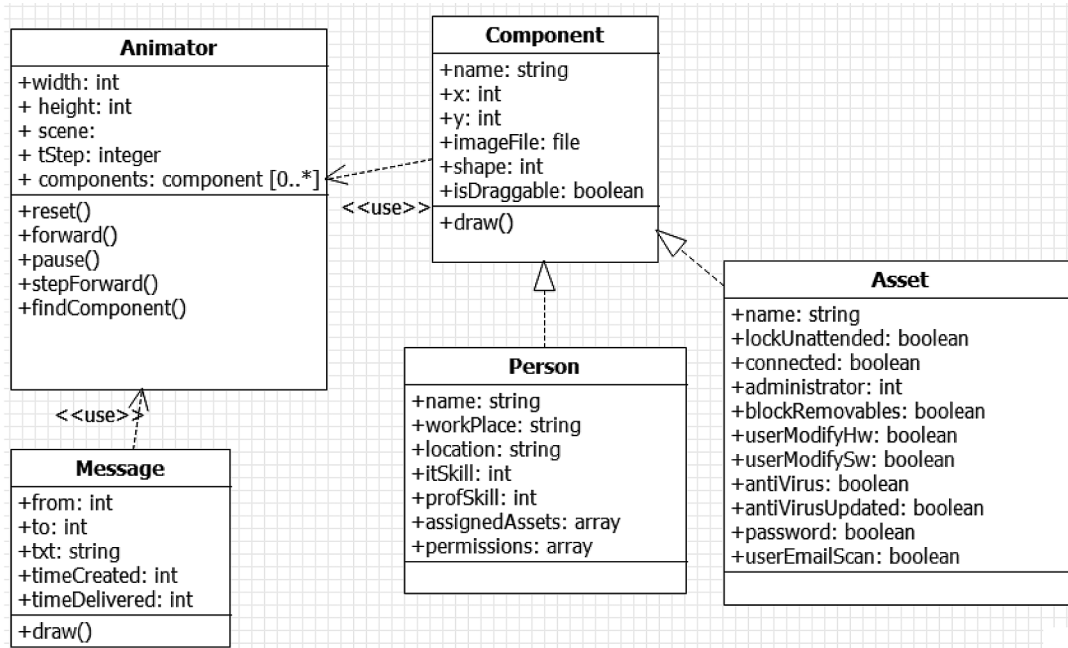 Animator
+width: int
+ height: int
+ scene:
+ tStep: integer
+ components: component [0..*]
+reset()
+forward()
+pause()
+stepForward()
+findComponent()
<<use>>
Component
+name: string
+x: int
+y: int
+imageFile: file
+shape: int
+isDraggable: boolean
+draw()
<<use>>
Message
+from: int
+to: int
+txt: string
+timeCreated: int
+timeDelivered: int
+draw()
Person
+name: string
+workPlace: string
+location: string
+itSkill: int
+profSkill: int
+assignedAssets: array
+permissions: array
Asset
+name: string
+lockUnattended: boolean
+connected: boolean
+administrator: int
+blockRemovables: boolean
+userModifyHw: boolean
+userModifySw: boolean
+antiVirus: boolean
+antiVirusUpdated: boolean
+password: boolean
+userEmailScan: boolean